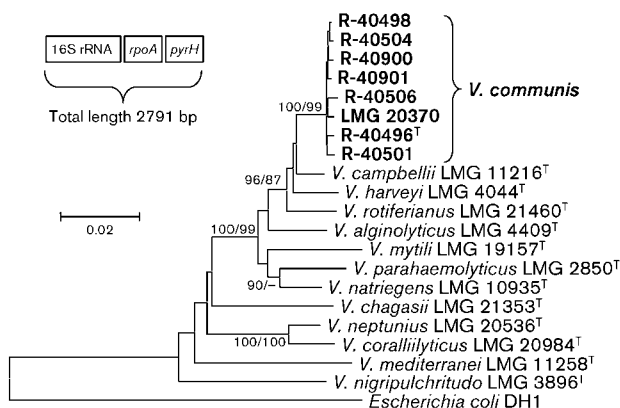 R-40498
R-40504
R-40900
R-40901
R-40506
LMG 20370
R-40496ᵀ
R-40501
V. communis
16S rRNA rpoA pyrH
Total length 2791 bp
0.02
100/99
96/87
100/99
90/–
100/100
V. campbellii LMG 11216ᵀ
V. harveyi LMG 4044ᵀ
V. rotiferianus LMG 21460ᵀ
V. alginolyticus LMG 4409ᵀ
V. mytili LMG 19157ᵀ
V. parahaemolyticus LMG 2850ᵀ
V. natriegens LMG 10935ᵀ
V. chagasii LMG 21353ᵀ
V. neptunius LMG 20536ᵀ
V. coralliilyticus LMG 20984ᵀ
V. mediterranei LMG 11258ᵀ
V. nigripulchritudo LMG 3896ᵀ
Escherichia coli DH1